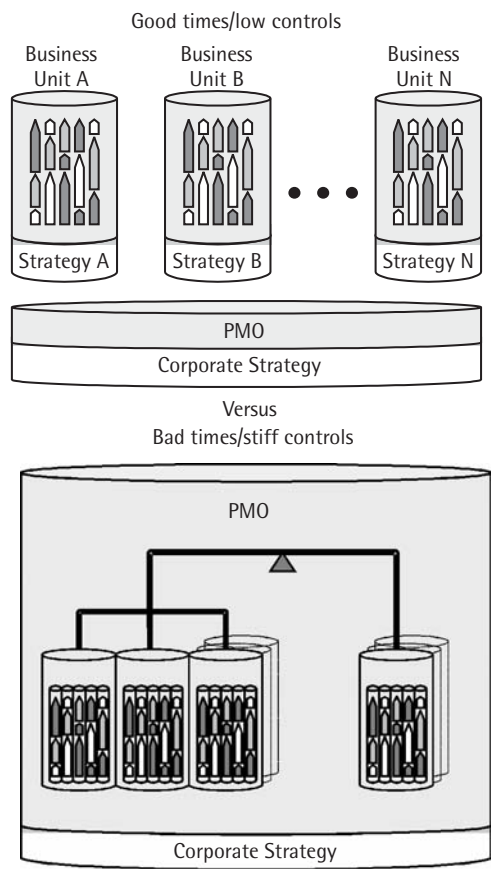 Good times/low controls
Business
Unit A
Business
Unit B
Business
Unit N
Strategy A
Strategy B
Strategy N
PMO
Corporate Strategy
Versus
Bad times/stiff controls
PMO
Corporate Strategy